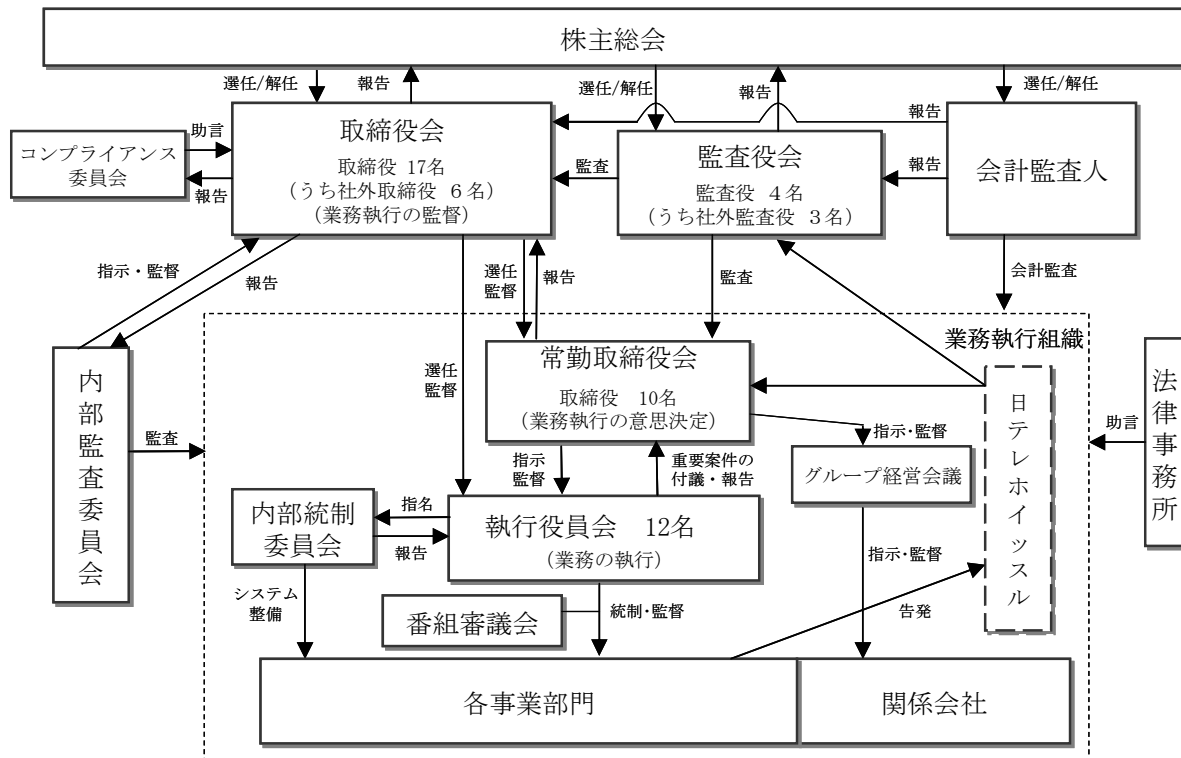 株主総会
選任/解任
報告
選任/解任
報告
選任/解任
取締役会
取締役 17名
(うち社外取締役 6名)
(業務執行の監督)
監査役会
監査役 4名
(うち社外監査役 3名)
会計監査人
報告
報告
監査
コンプライアンス
委員会
助言
報告
指示・監督
報告
選任
監督
選任
監督
報告
監査
会計監査
業務執行組織
内部監査委員会
監査
常勤取締役会
取締役 10名
(業務執行の意思決定)
指示・監督
グループ経営会議
指示・監督
日テレホイッスル
法律事務所
助言
指示
監督
重要案件の
付議・報告
内部統制
委員会
指名
報告
執行役員会 12名
(業務の執行)
システム
整備
番組審議会
統制・監督
告発
各事業部門
関係会社